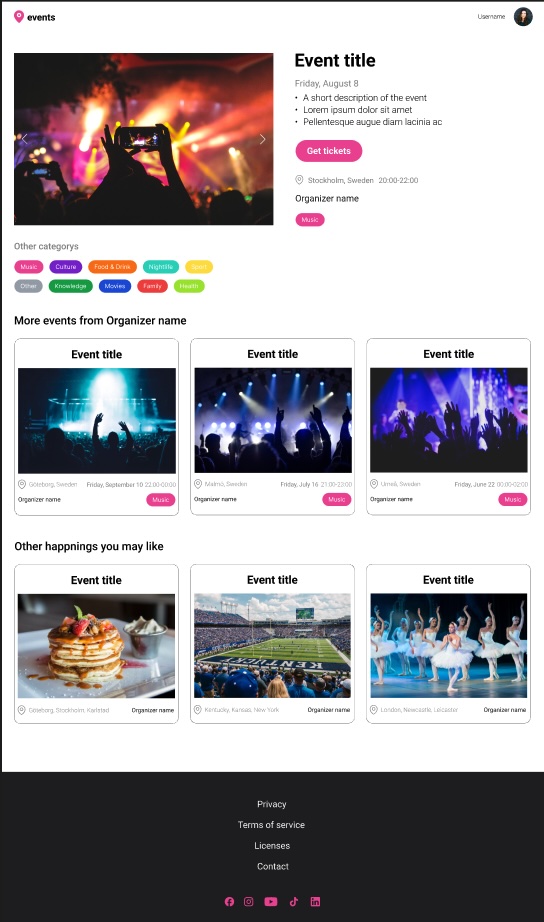 events
Username
Event title
Friday, August 8
• A short description of the event
• Lorem ipsum dolor sit amet
• Pellentesque augue diam lacinia ac
Get tickets
Stockholm, Sweden 20:00-22:00
Organizer name
Music
Other categorys
Music Culture Food & Drink Nightlife Sport
Other Knowledge Movies Family Health
More events from Organizer name
Event title Event title Event title
Göteborg, Sweden Friday, September 10 22:00-00:00 Malmö, Sweden Friday, July 16 21:00-22:00 Umeå, Sweden Friday, June 22 00:00-02:00
Organizer name Music Organizer name Music Organizer name Music
Other happnings you may like
Event title Event title Event title
KENTUCKY
Göteborg, Stockholm, Karlstad Organizer name Kentucky, Kansas, New York Organizer name London, Newcastle, Leicaster Organizer name
Privacy
Terms of service
Licenses
Contact